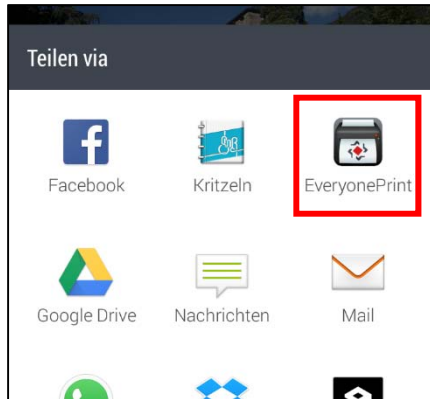 Teilen via
Facebook
Kritzeln
EveryonePrint
Google Drive
Nachrichten
Mail